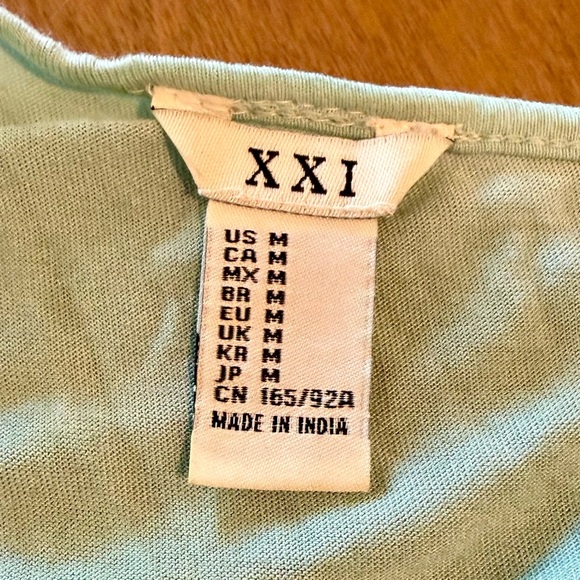 XXI
US M
CA M
MX M
BR M
EU M
UK M
KR M
JP M
CN 165/92A
MADE IN INDIA